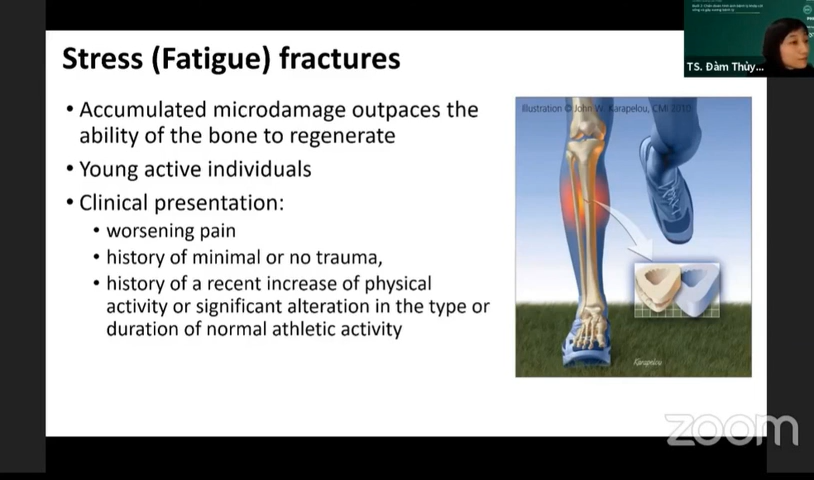 Stress (Fatigue) fractures
• Accumulated microdamage outpaces the
ability of the bone to regenerate
• Young active individuals
• Clinical presentation:
• worsening pain
• history of minimal or no trauma,
• history of a recent increase of physical
activity or significant alteration in the type or
duration of normal athletic activity
Illustration © John W. Karapelou, CMI 2010
Karapelou
TS. Đàm Thủy...
zoom